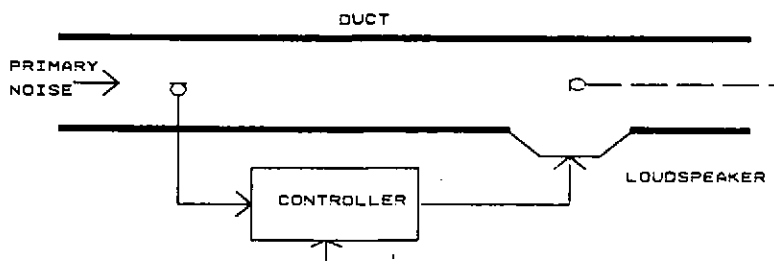 DUCT
PRIMARY
NOISE
LOUDSPEAKER
CONTROLLER